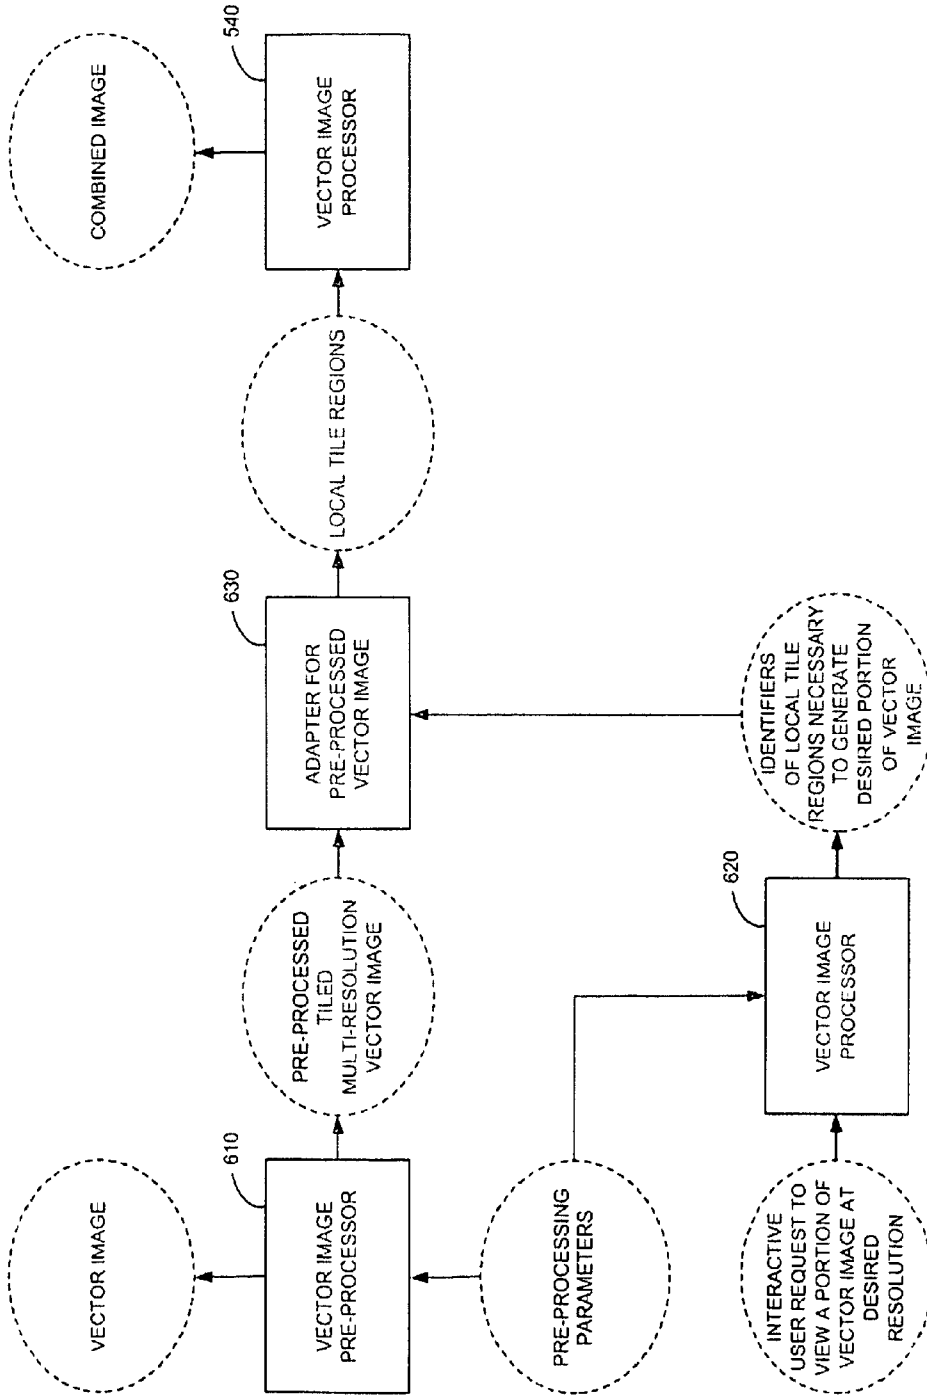 VECTOR IMAGE
610
VECTOR IMAGE
PRE-PROCESSOR
PRE-PROCESSING
PARAMETERS
INTERACTIVE
USER REQUEST TO
VIEW A PORTION OF
VECTOR IMAGE AT
DESIRED
RESOLUTION
PRE-PROCESSED
TILED
MULTI-RESOLUTION
VECTOR IMAGE
620
VECTOR IMAGE
PROCESSOR
630
ADAPTER FOR
PRE-PROCESSED
VECTOR IMAGE
IDENTIFIERS
OF LOCAL TILE
REGIONS NECESSARY
TO GENERATE
DESIRED PORTION
OF VECTOR
IMAGE
LOCAL TILE REGIONS
COMBINED IMAGE
540
VECTOR IMAGE
PROCESSOR